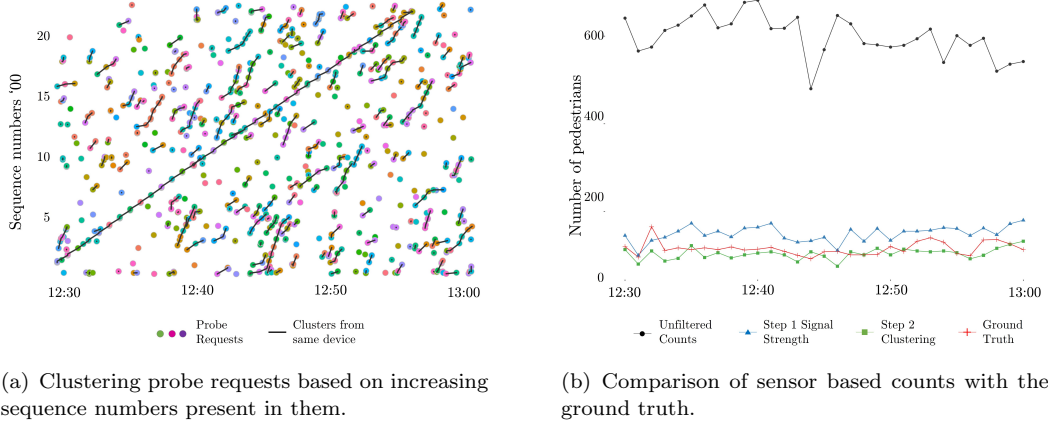 Sequence numbers '00
20
15
10
5
12:30
12:40
12:50
13:00
Probe
Requests
Clusters from
same device
(a) Clustering probe requests based on increasing
sequence numbers present in them.
Number of pedestrians
600
400
200
0
12:30
12:40
12:50
13:00
Unfiltered
Counts
Step 1 Signal
Strength
Step 2
Clustering
Ground
Truth
(b) Comparison of sensor based counts with the
ground truth.